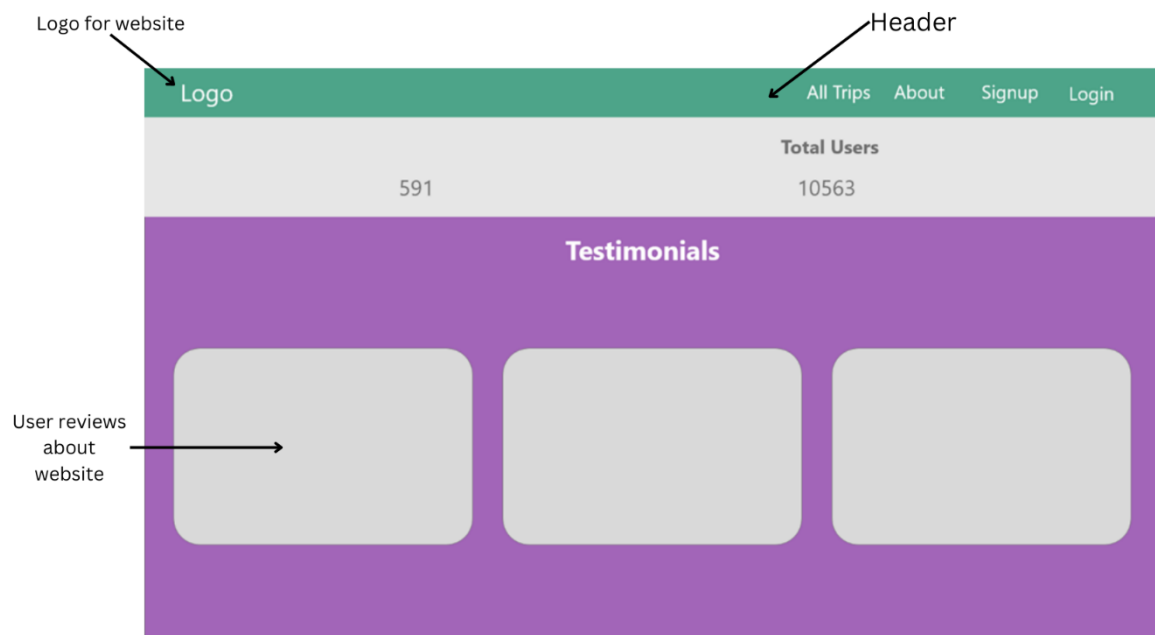 Logo for website
Header
Logo
All Trips About Signup Login
Total Users
591 10563
Testimonials
User reviews
about
website